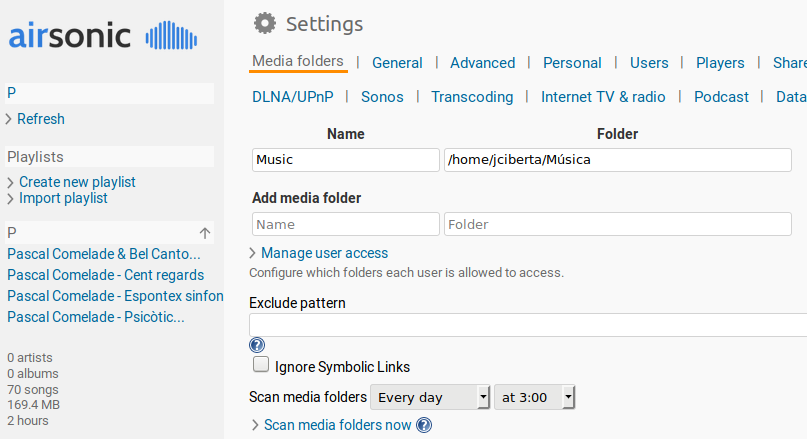 airsonic
Settings
Media folders | General | Advanced | Personal | Users | Players | Share
DLNA/UPnP | Sonos | Transcoding | Internet TV & radio | Podcast | Data
P
Refresh
Playlists
Create new playlist
Import playlist
P
Pascal Comelade & Bel Canto...
Pascal Comelade - Cent regards
Pascal Comelade - Espontex sinfon
Pascal Comelade - Psicòtic...
0 artists
0 albums
70 songs
169.4 MB
2 hours
Name Folder
Music /home/jciberta/Música
Add media folder
Name Folder
Manage user access
Configure which folders each user is allowed to access.
Exclude pattern
?
Ignore Symbolic Links
Scan media folders Every day at 3:00
Scan media folders now ?